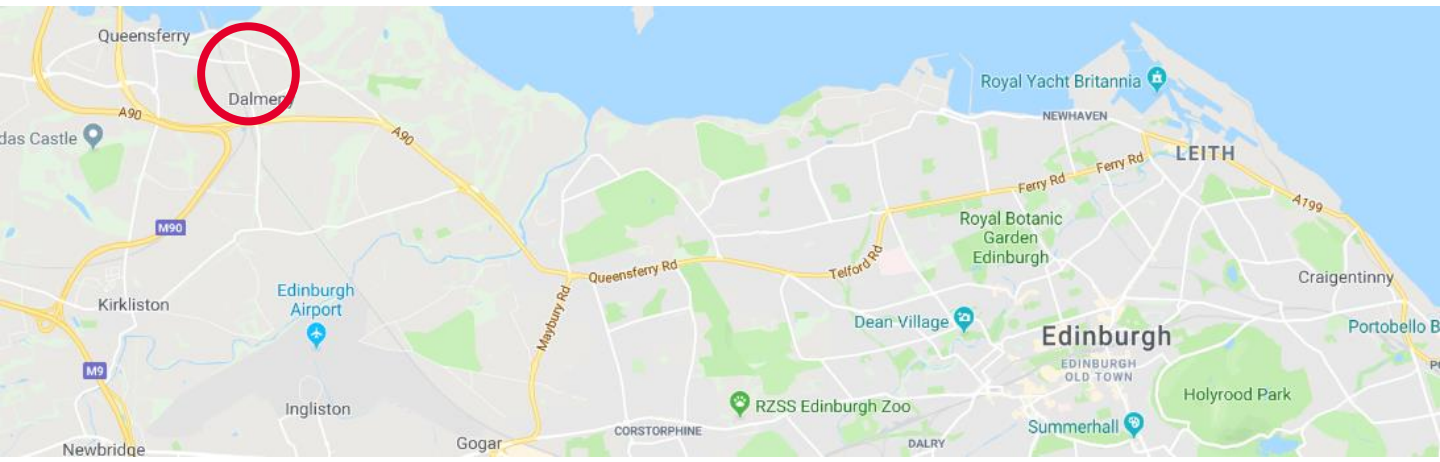 Queensferry
Dalmeny
A90
das Castle
A90
M90
Kirkliston
Edinburgh
Airport
M9
Ingliston
Newbridge
Gogar
Maybury Rd
Queensferry Rd
Telford Rd
Ferry Rd
Ferry Rd
Royal Yacht Britannia
NEWHAVEN
LEITH
A199
Royal Botanic
Garden
Edinburgh
Craigentinny
Dean Village
Edinburgh
EDINBURGH
OLD TOWN
Portobello B
PO
Holyrood Park
RZSS Edinburgh Zoo
CORSTORPHINE
Summerhall
DALRY